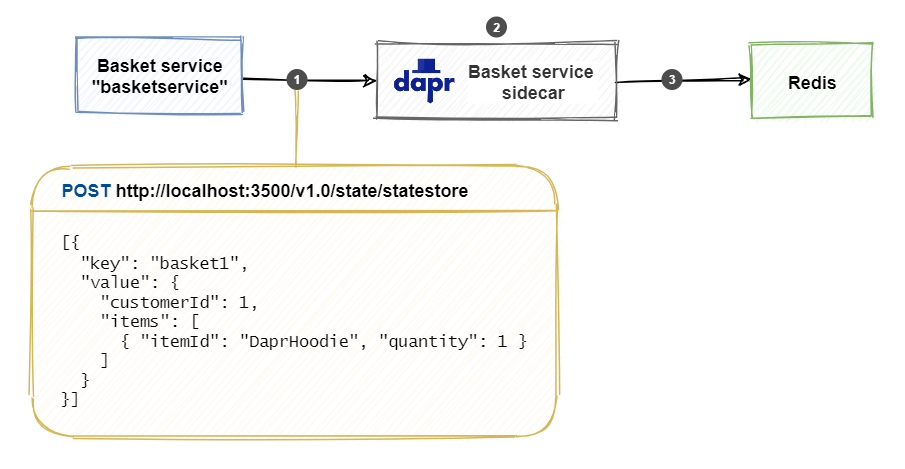 2
Basket service
"basketservice"
1
dapr
Basket service
sidecar
3
Redis
POST http://localhost:3500/v1.0/state/statestore
[{
  "key": "basket1",
  "value": {
    "customerId": 1,
    "items": [
      { "itemId": "DaprHoodie", "quantity": 1 }
    ]
  }
}]